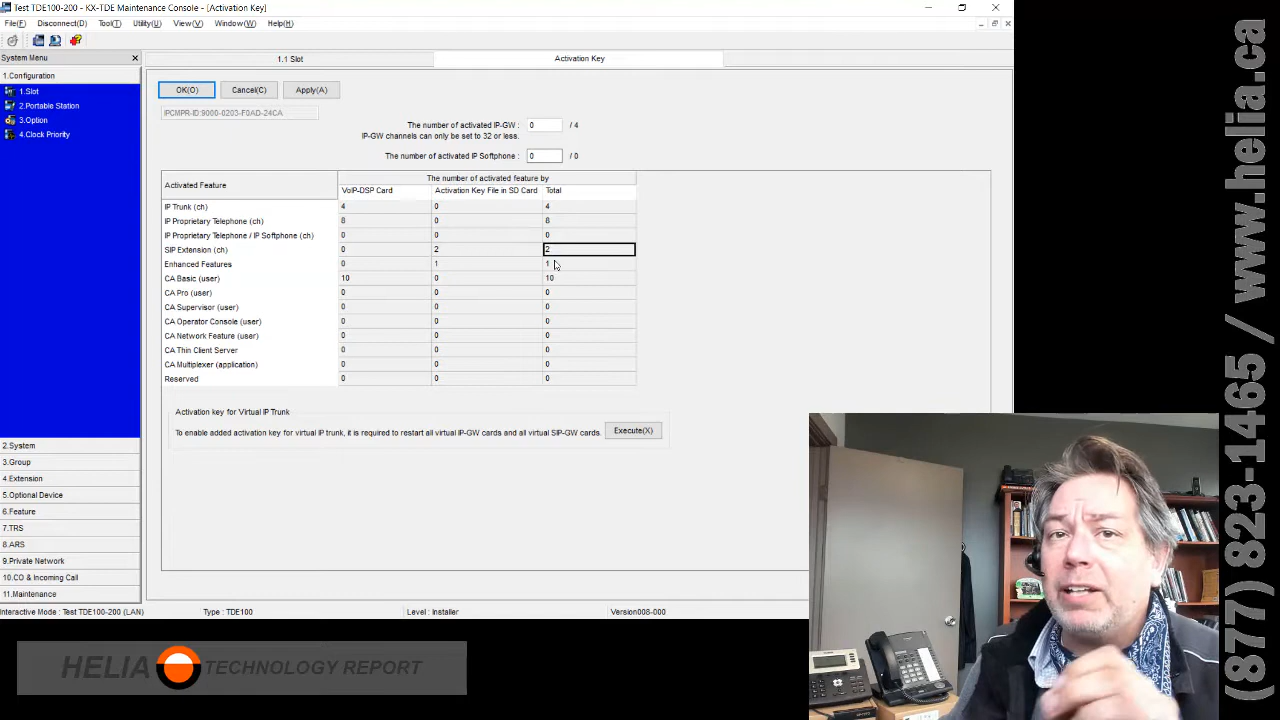 Test TDE100-200 - KX-TDE Maintenance Console - [Activation Key]
File(F) Disconnect(D) Tool(T) Utility(U) View(V) Window(W) Help(H)
System Menu
1.Configuration
1.Slot
2.Portable Station
3.Option
4.Clock Priority
2.System
3.Group
4.Extension
5.Optional Device
6.Feature
7.TRS
8.ARS
9.Private Network
10.CO & Incoming Call
11.Maintenance
1.1 Slot Activation Key
OK(O) Cancel(C) Apply(A)
IPCMPR-ID:9000-0203-F0AD-24CA
The number of activated IP-GW : 0 / 4
IP-GW channels can only be set to 32 or less.
The number of activated IP Softphone : 0 / 0
Activated Feature The number of activated feature by
VoIP-DSP Card Activation Key File in SD Card Total
IP Trunk (ch) 4 0 4
IP Proprietary Telephone (ch) 8 0 8
IP Proprietary Telephone / IP Softphone (ch) 0 0 0
SIP Extension (ch) 0 2 2
Enhanced Features 0 1 1
CA Basic (user) 10 0 10
CA Pro (user) 0 0 0
CA Supervisor (user) 0 0 0
CA Operator Console (user) 0 0 0
CA Network Feature (user) 0 0 0
CA Thin Client Server 0 0 0
CA Multiplexer (application) 0 0 0
Reserved 0 0 0
Activation key for Virtual IP Trunk
To enable added activation key for virtual IP trunk, it is required to restart all virtual IP-GW cards and all virtual SIP-GW cards. Execute(X)
Interactive Mode : Test TDE100-200 (LAN) Type : TDE100 Level : Installer Version008-000
HELIA TECHNOLOGY REPORT
(877) 823-1465 / www.helia.ca